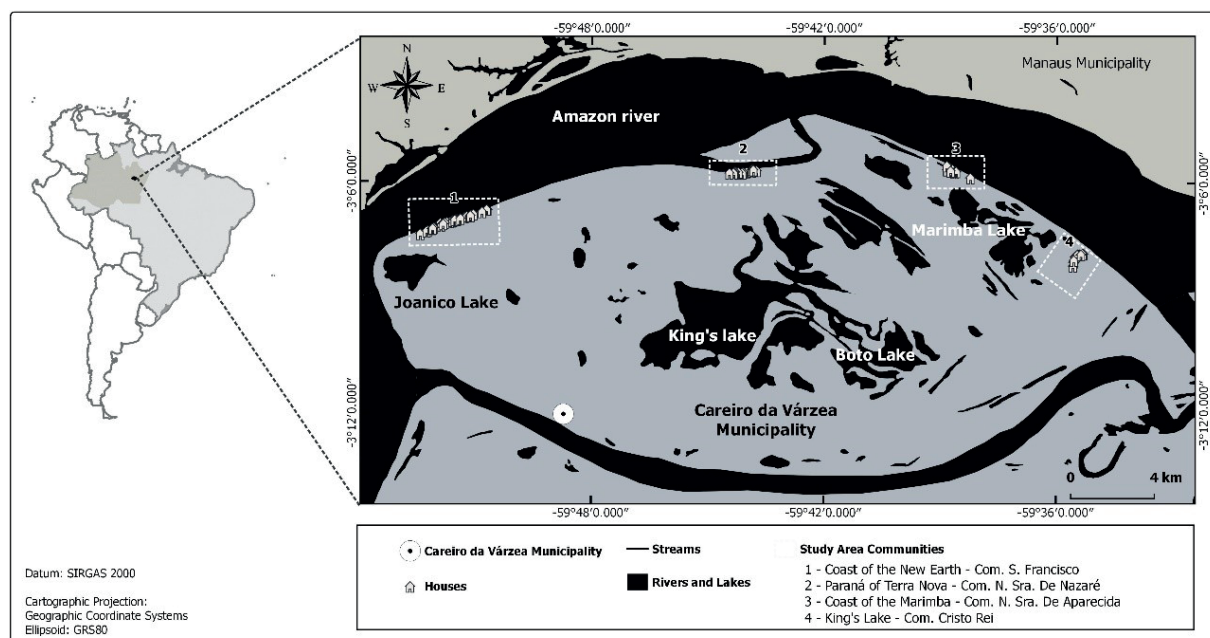 -59°48'0.000"
-59°42'0.000"
-59°36'0.000"
N
W E
S
Manaus Municipality
Amazon river
2
3
1
4
-3°6'0.000"
-3°6'0.000"
Marimba Lake
Joanico Lake
King's lake
Boto Lake
Careiro da Várzea
Municipality
-3°12'0.000"
-3°12'0.000"
0 4 km
-59°48'0.000"
-59°42'0.000"
-59°36'0.000"
Careiro da Várzea Municipality
Houses
Streams
Rivers and Lakes
Study Area Communities
1 - Coast of the New Earth - Com. S. Francisco
2 - Paraná of Terra Nova - Com. N. Sra. De Nazaré
3 - Coast of the Marimba - Com. N. Sra. De Aparecida
4 - King's Lake - Com. Cristo Rei
Datum: SIRGAS 2000
Cartographic Projection:
Geographic Coordinate Systems
Ellipsoid: GRS80